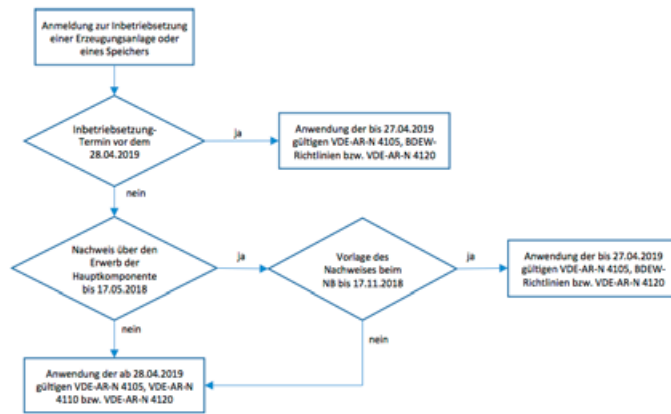 Anmeldung zur Inbetriebsetzung
einer Erzeugungsanlage oder
eines Speichers
Inbetriebsetzung-
Termin vor dem
28.04.2019
ja
Anwendung der bis 27.04.2019
gültigen VDE-AR-N 4105, BDEW-
Richtlinien bzw. VDE-AR-N 4120
nein
Nachweis über den
Erwerb der
Hauptkomponente
bis 17.05.2018
ja
Vorlage des
Nachweises beim
NB bis 17.11.2018
ja
Anwendung der bis 27.04.2019
gültigen VDE-AR-N 4105, BDEW-
Richtlinien bzw. VDE-AR-N 4120
nein
nein
Anwendung der ab 28.04.2019
gültigen VDE-AR-N 4105, VDE-AR-N
4110 bzw. VDE-AR-N 4120